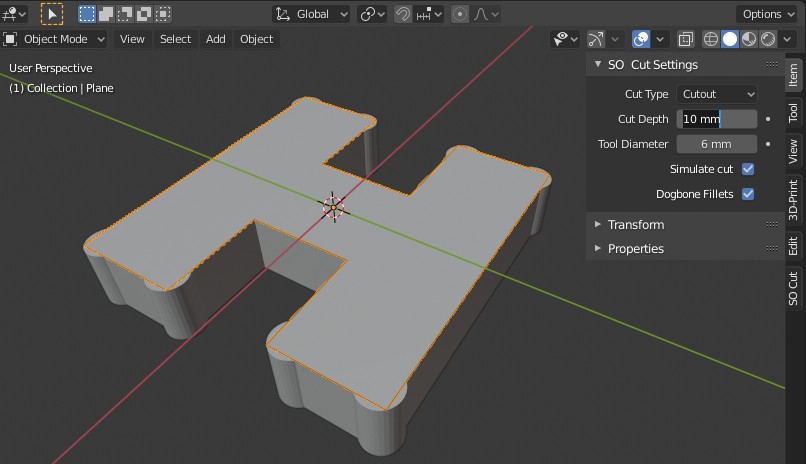 Global
Options
Object Mode
View
Select
Add
Object
User Perspective
(1) Collection | Plane
SO Cut Settings
Cut Type
Cutout
Cut Depth
10 mm
Tool Diameter
6 mm
Simulate cut
Dogbone Fillets
Transform
Properties
Item
Tool
View
3D-Print
Edit
SO Cut